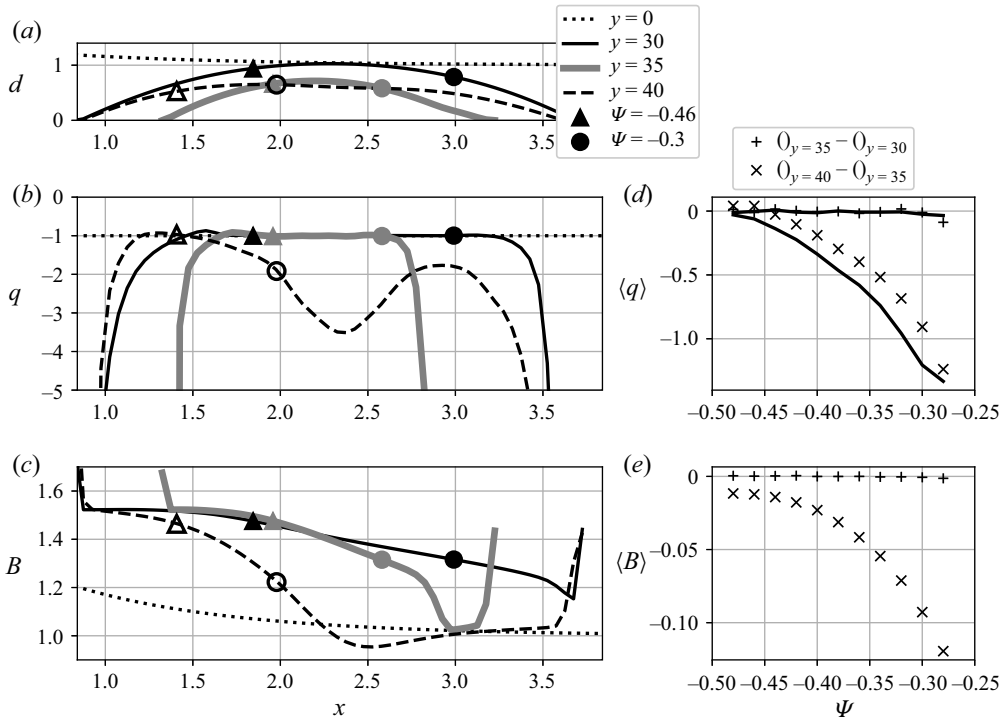 (a)
y = 0
y = 30
y = 35
y = 40
Ψ = –0.46
Ψ = –0.3
d
1
0
1.0 1.5 2.0 2.5 3.0 3.5
(b)
q
0
–1
–2
–3
–4
–5
1.0 1.5 2.0 2.5 3.0 3.5
(c)
B
1.6
1.4
1.2
1.0
1.0 1.5 2.0 2.5 3.0 3.5
x
()y = 35 – ()y = 30
()y = 40 – ()y = 35
(d)
⟨q⟩
0
–0.5
–1.0
–0.50 –0.45 –0.40 –0.35 –0.30 –0.25
(e)
⟨B⟩
0
–0.05
–0.10
–0.50 –0.45 –0.40 –0.35 –0.30 –0.25
Ψ